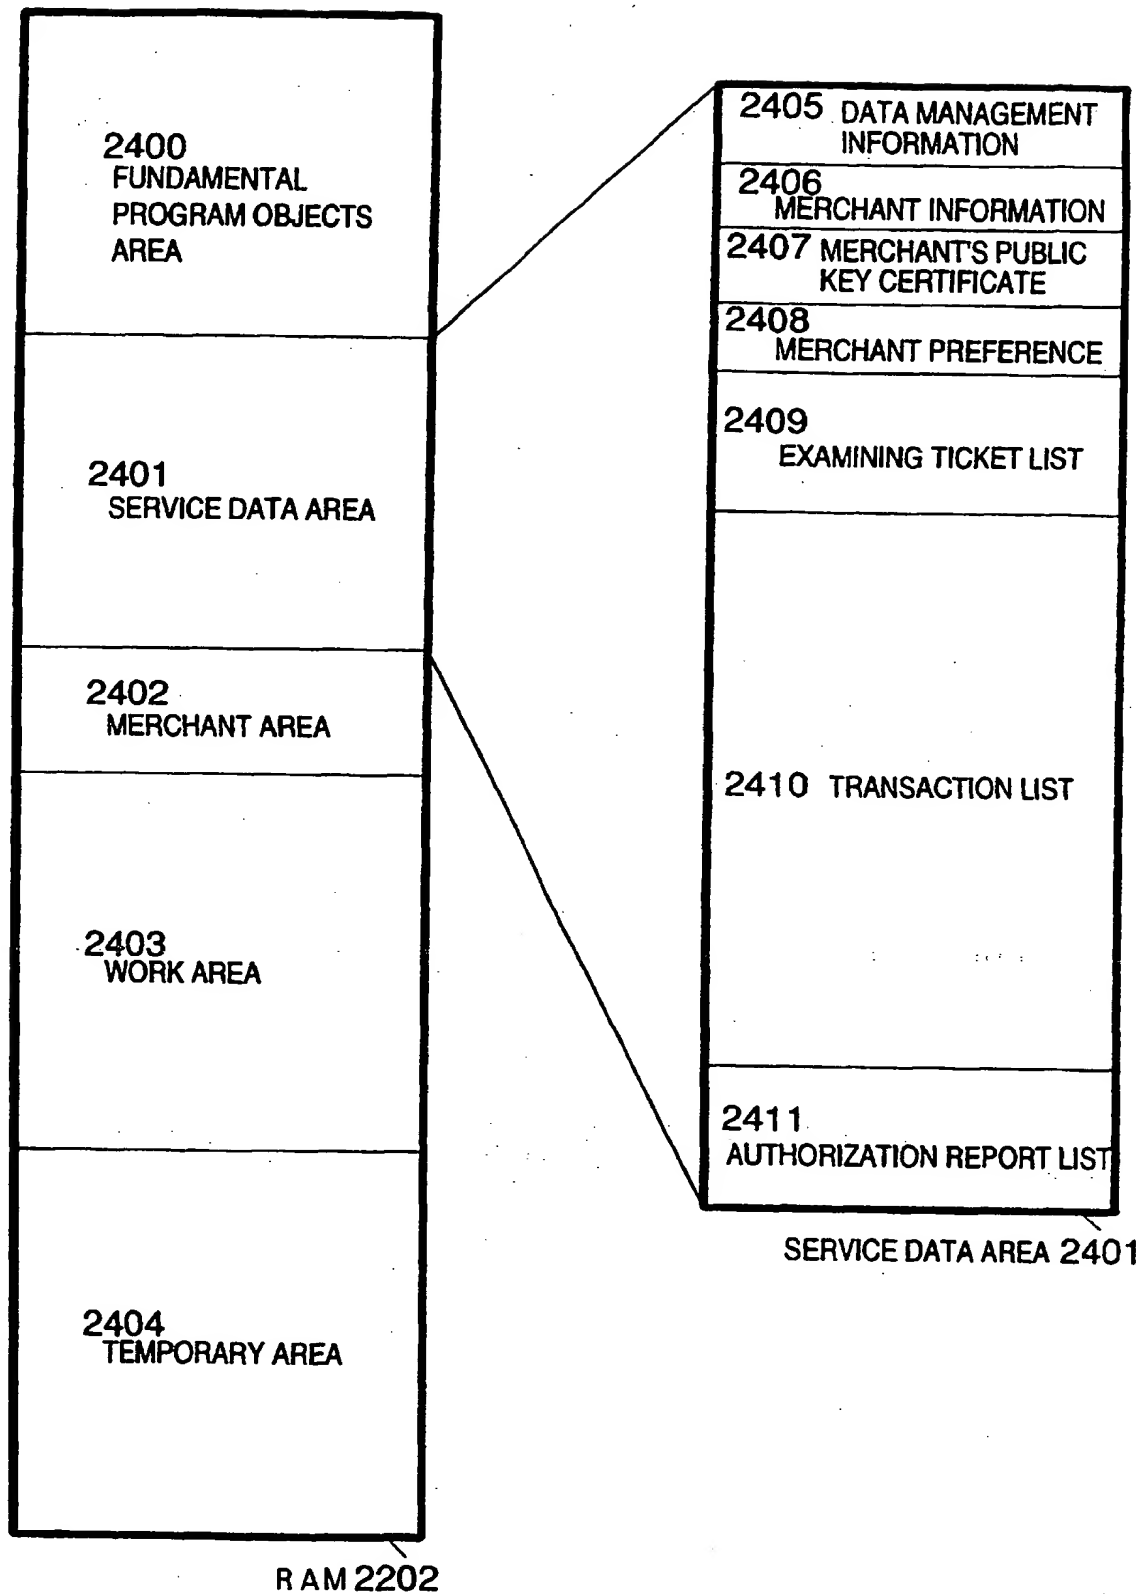 2400
FUNDAMENTAL
PROGRAM OBJECTS
AREA
2401
SERVICE DATA AREA
2402
MERCHANT AREA
2403
WORK AREA
2404
TEMPORARY AREA
RAM 2202
2405 DATA MANAGEMENT
INFORMATION
2406
MERCHANT INFORMATION
2407 MERCHANT'S PUBLIC
KEY CERTIFICATE
2408
MERCHANT PREFERENCE
2409
EXAMINING TICKET LIST
2410 TRANSACTION LIST
2411
AUTHORIZATION REPORT LIST
SERVICE DATA AREA 2401